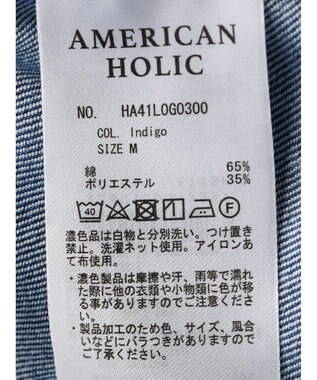 AMERICAN
HOLIC
NO. HA41L0G0300
COL. Indigo
SIZE M
綿 65%
ポリエステル 35%
40 F
濃色品は白物と分別洗い。つけ置き
禁止。洗濯ネット使用。アイロンあ
て布使用。
・濃色製品は摩擦や汗、雨等で濡れ
た際に他の衣類や小物類に色が移
る事がありますのでご注意くださ
い。
・製品加工のため色、サイズ、風合
いなどにバラつきがありますので
ご了承ください。